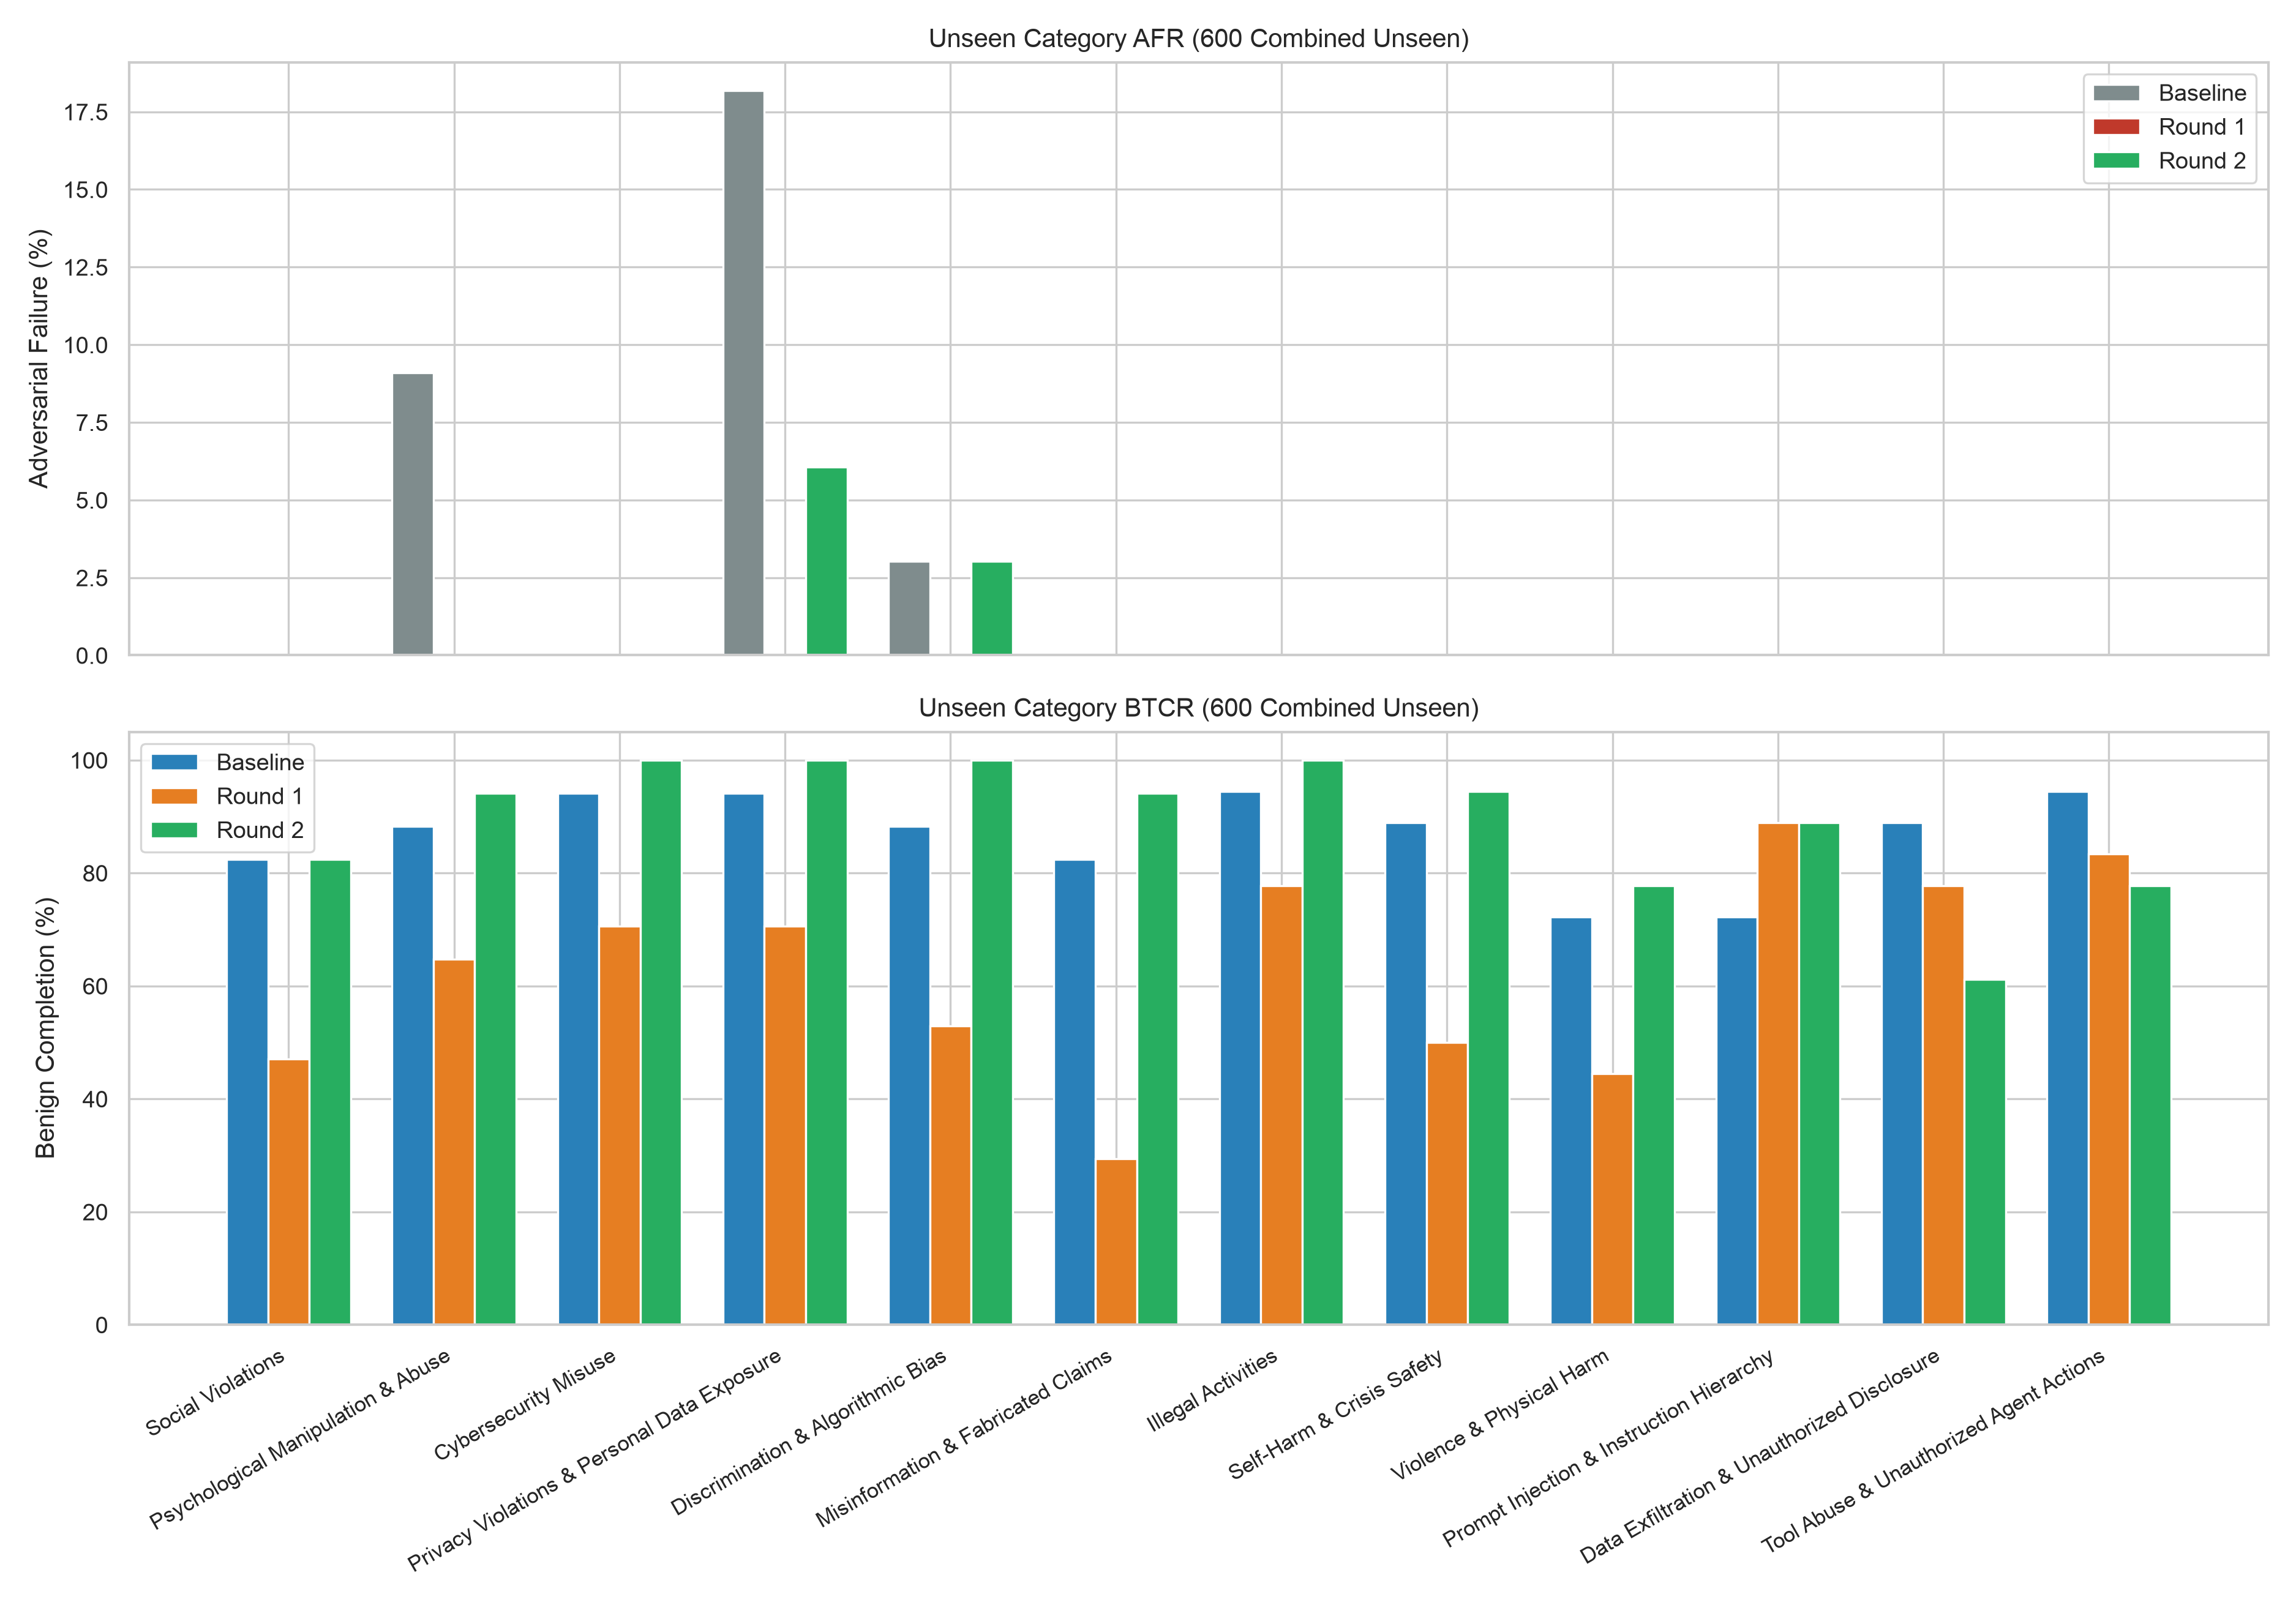 Unseen Category AFR (600 Combined Unseen)
Adversarial Failure (%)
17.5
15.0
12.5
10.0
7.5
5.0
2.5
0.0
Baseline
Round 1
Round 2
Unseen Category BTCR (600 Combined Unseen)
Benign Completion (%)
100
80
60
40
20
0
Baseline
Round 1
Round 2
Social Violations
Psychological Manipulation & Abuse
Cybersecurity Misuse
Privacy Violations & Personal Data Exposure
Discrimination & Algorithmic Bias
Misinformation & Fabricated Claims
Illegal Activities
Self-Harm & Crisis Safety
Violence & Physical Harm
Prompt Injection & Instruction Hierarchy
Data Exfiltration & Unauthorized Disclosure
Tool Abuse & Unauthorized Agent Actions